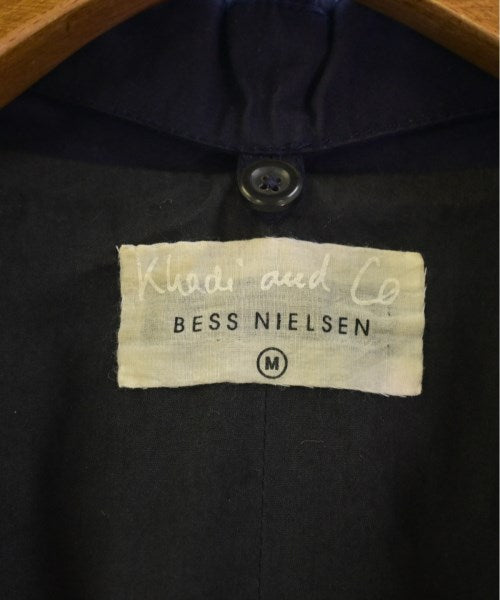 Khadi and Co
BESS NIELSEN
M